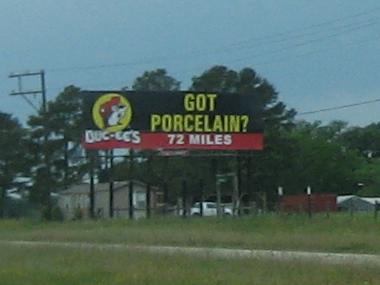 GOT
PORCELAIN?
BUC-EE'S
72 MILES